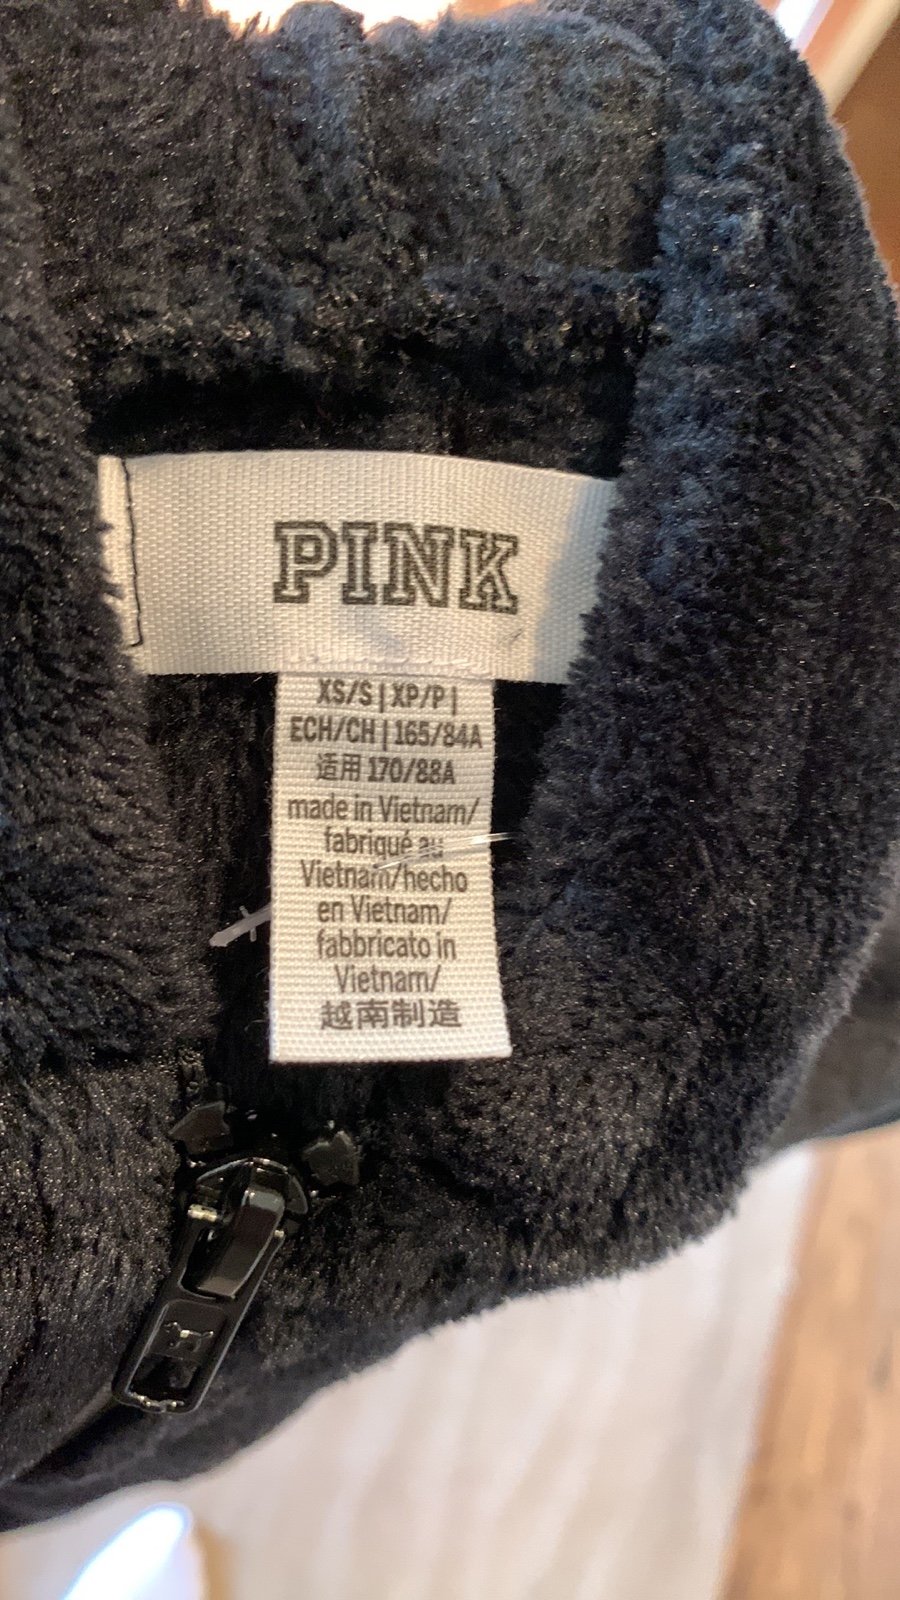 PINK
XS/S | XP/P |
ECH/CH | 165/84A
适用 170/88A
made in Vietnam/
fabriqué au
Vietnam/hecho
en Vietnam/
fabbricato in
Vietnam/
越南制造